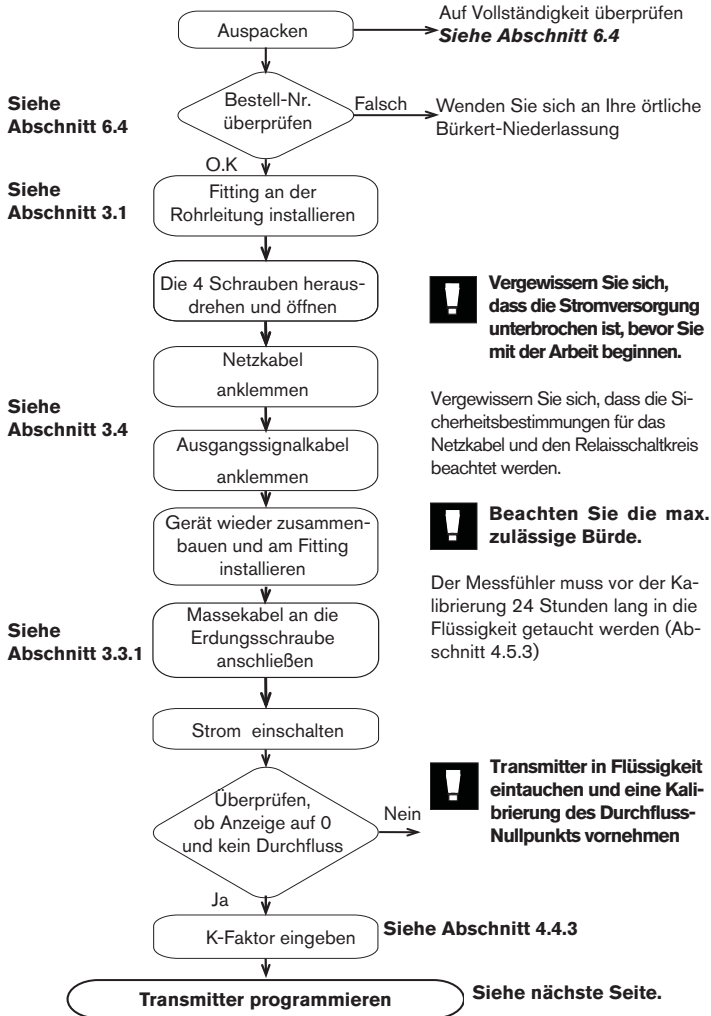 Auspacken
Auf Vollständigkeit überprüfen
Siehe Abschnitt 6.4
Siehe
Abschnitt 6.4
Bestell-Nr.
überprüfen
Falsch
Wenden Sie sich an Ihre örtliche
Bürkert-Niederlassung
O.K
Siehe
Abschnitt 3.1
Fitting an der
Rohrleitung installieren
Die 4 Schrauben heraus-
drehen und öffnen
Vergewissern Sie sich,
dass die Stromversorgung
unterbrochen ist, bevor Sie
mit der Arbeit beginnen.
Netzkabel
anklemmen
Siehe
Abschnitt 3.4
Vergewissern Sie sich, dass die Si-
cherheitsbestimmungen für das
Netzkabel und den Relaisschaltkreis
beachtet werden.
Ausgangssignalkabel
anklemmen
Gerät wieder zusammen-
bauen und am Fitting
installieren
Beachten Sie die max.
zulässige Bürde.
Der Messfühler muss vor der Ka-
librierung 24 Stunden lang in die
Flüssigkeit getaucht werden (Ab-
schnitt 4.5.3)
Siehe
Abschnitt 3.3.1
Massekabel an die
Erdungsschraube
anschließen
Strom einschalten
Überprüfen,
ob Anzeige auf 0
und kein Durchfluss
Nein
Transmitter in Flüssigkeit
eintauchen und eine Kali-
brierung des Durchfluss-
Nullpunkts vornehmen
Ja
K-Faktor eingeben
Siehe Abschnitt 4.4.3
Transmitter programmieren
Siehe nächste Seite.